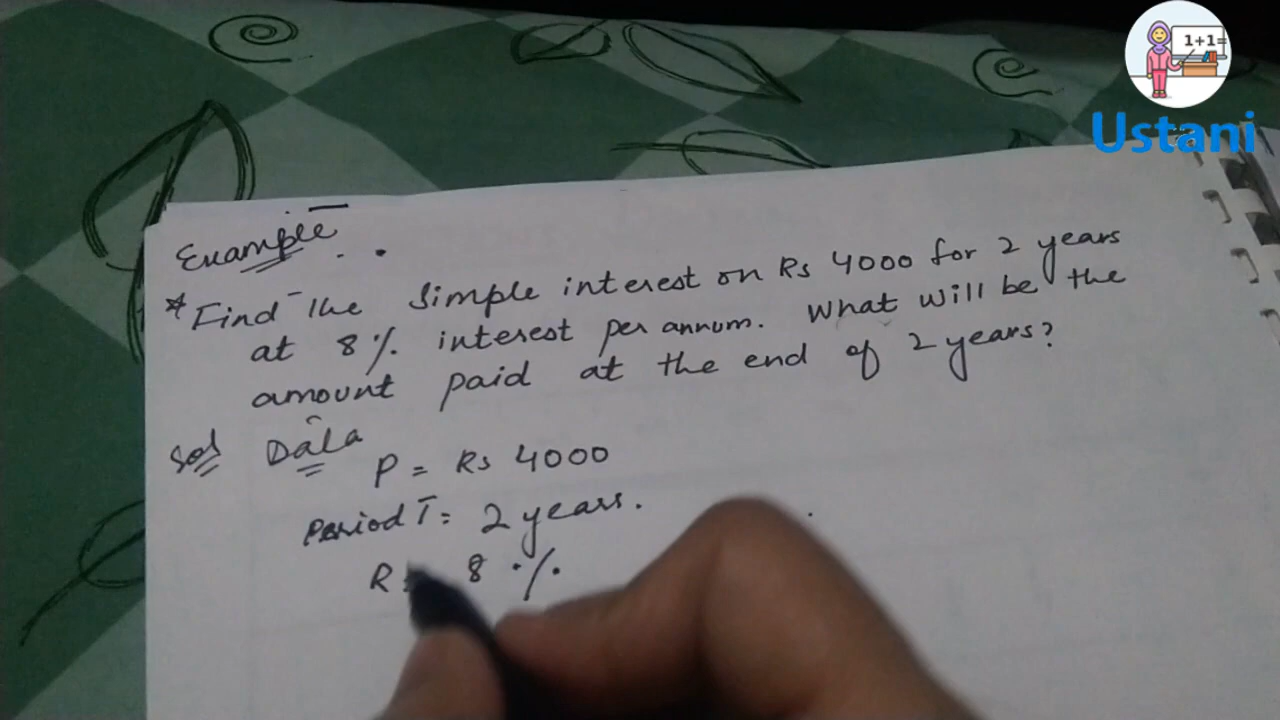 1+1=
Ustani
Example
* Find the Simple interest on Rs 4000 for 2 years
at 8% interest per annum. What will be the
amount paid at the end of 2 years?
Sol Data
P = Rs 4000
Period T = 2 years.
R = 8 %